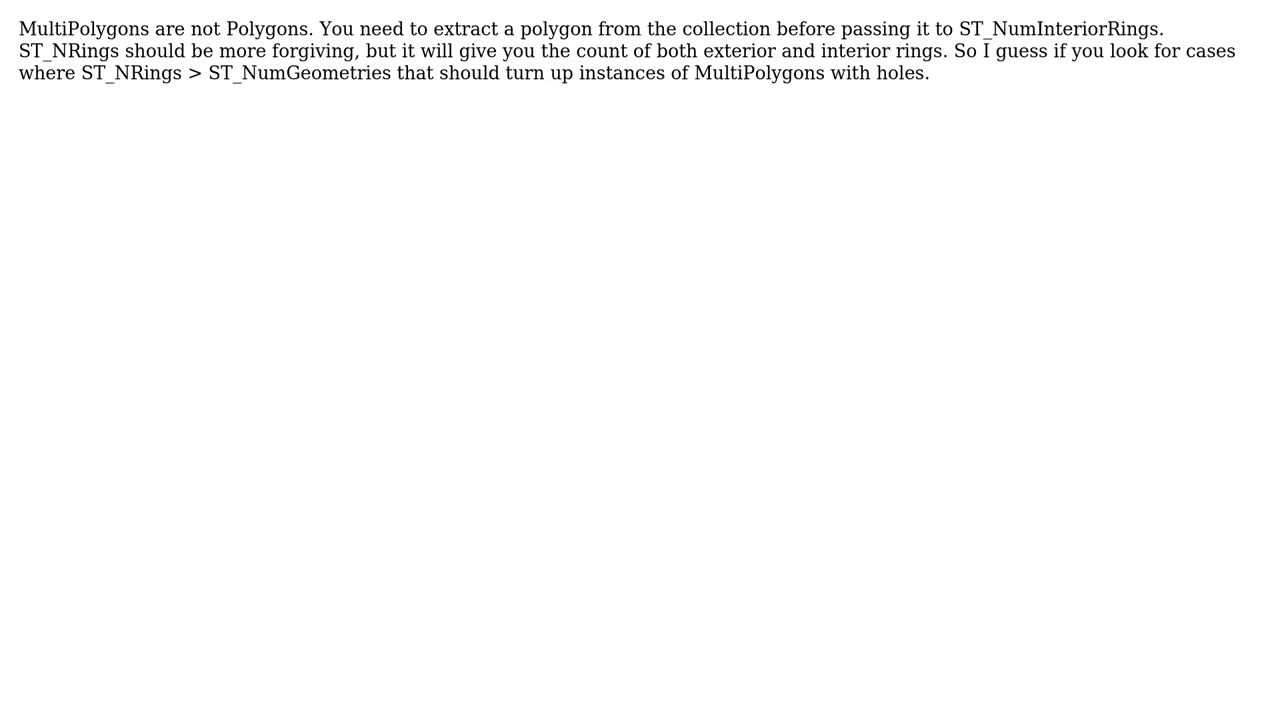 MultiPolygons are not Polygons. You need to extract a polygon from the collection before passing it to ST_NumInteriorRings.
ST_NRings should be more forgiving, but it will give you the count of both exterior and interior rings. So I guess if you look for cases
where ST_NRings > ST_NumGeometries that should turn up instances of MultiPolygons with holes.